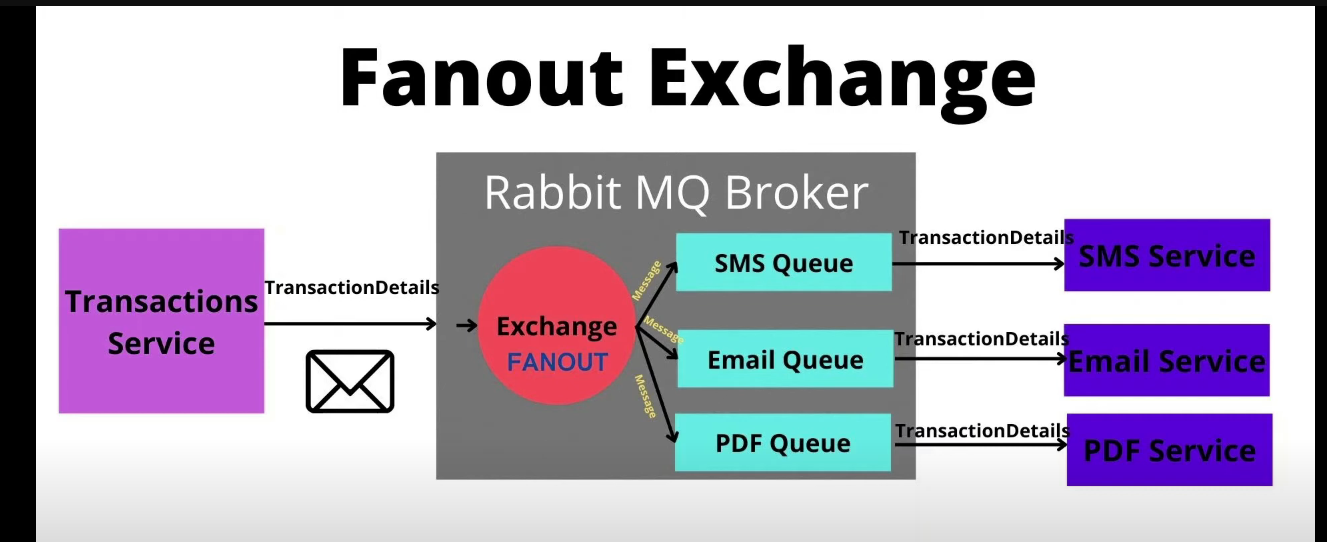 Fanout Exchange
Rabbit MQ Broker
Transactions
Service
TransactionDetails
Exchange
FANOUT
Message
Message
Message
SMS Queue
Email Queue
PDF Queue
TransactionDetails
TransactionDetails
TransactionDetails
SMS Service
Email Service
PDF Service